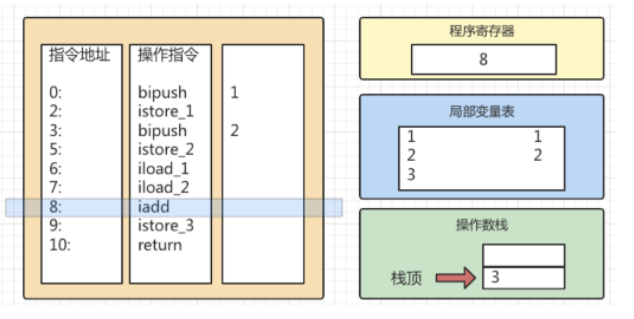 指令地址 操作指令
0: bipush 1
2: istore_1
3: bipush 2
5: istore_2
6: iload_1
7: iload_2
8: iadd
9: istore_3
10: return
程序寄存器
8
局部变量表
1 1
2 2
3
操作数栈
栈顶 3